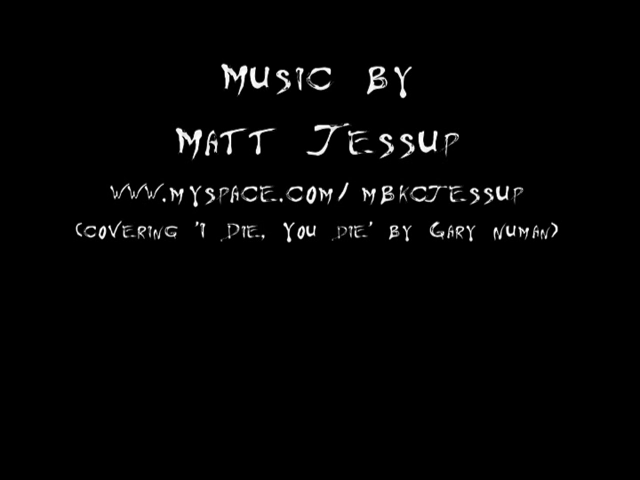 MUSIC BY
MATT JESSUP
WWW.MYSPACE.COM/ MBKCJESSUP
(COVERING 'I DIE, YOU DIE' BY GARY NUMAN)